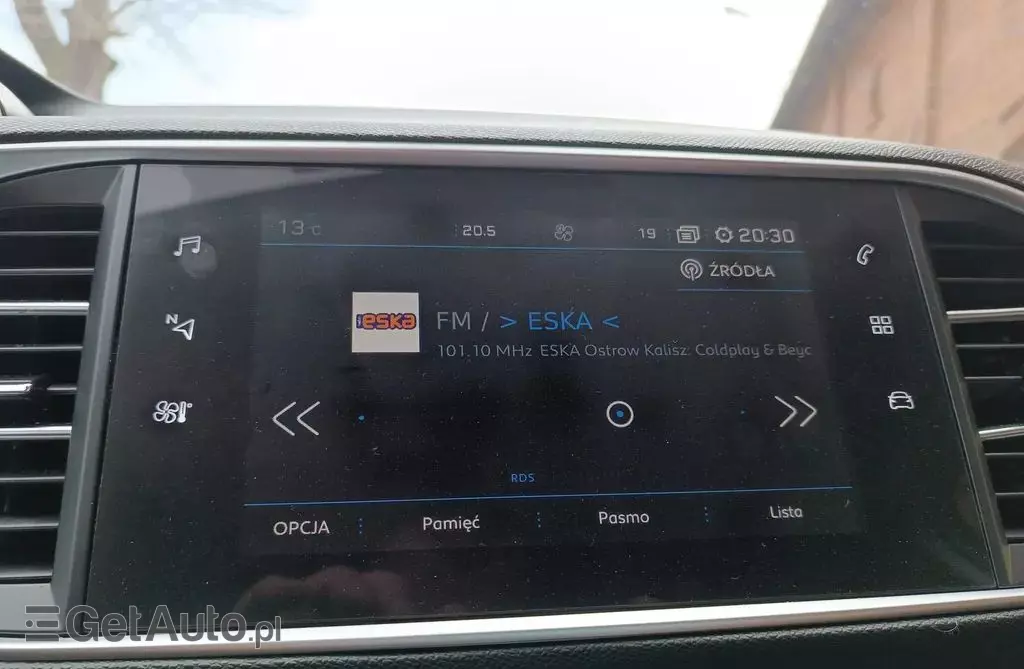 13°C 20.5 19 20:30
ŹRÓDŁA
N
eska
FM / > ESKA <
101.10 MHz ESKA Ostrow Kalisz: Coldplay & Beyc
RDS
OPCJA Pamięć Pasmo Lista
GetAuto.pl